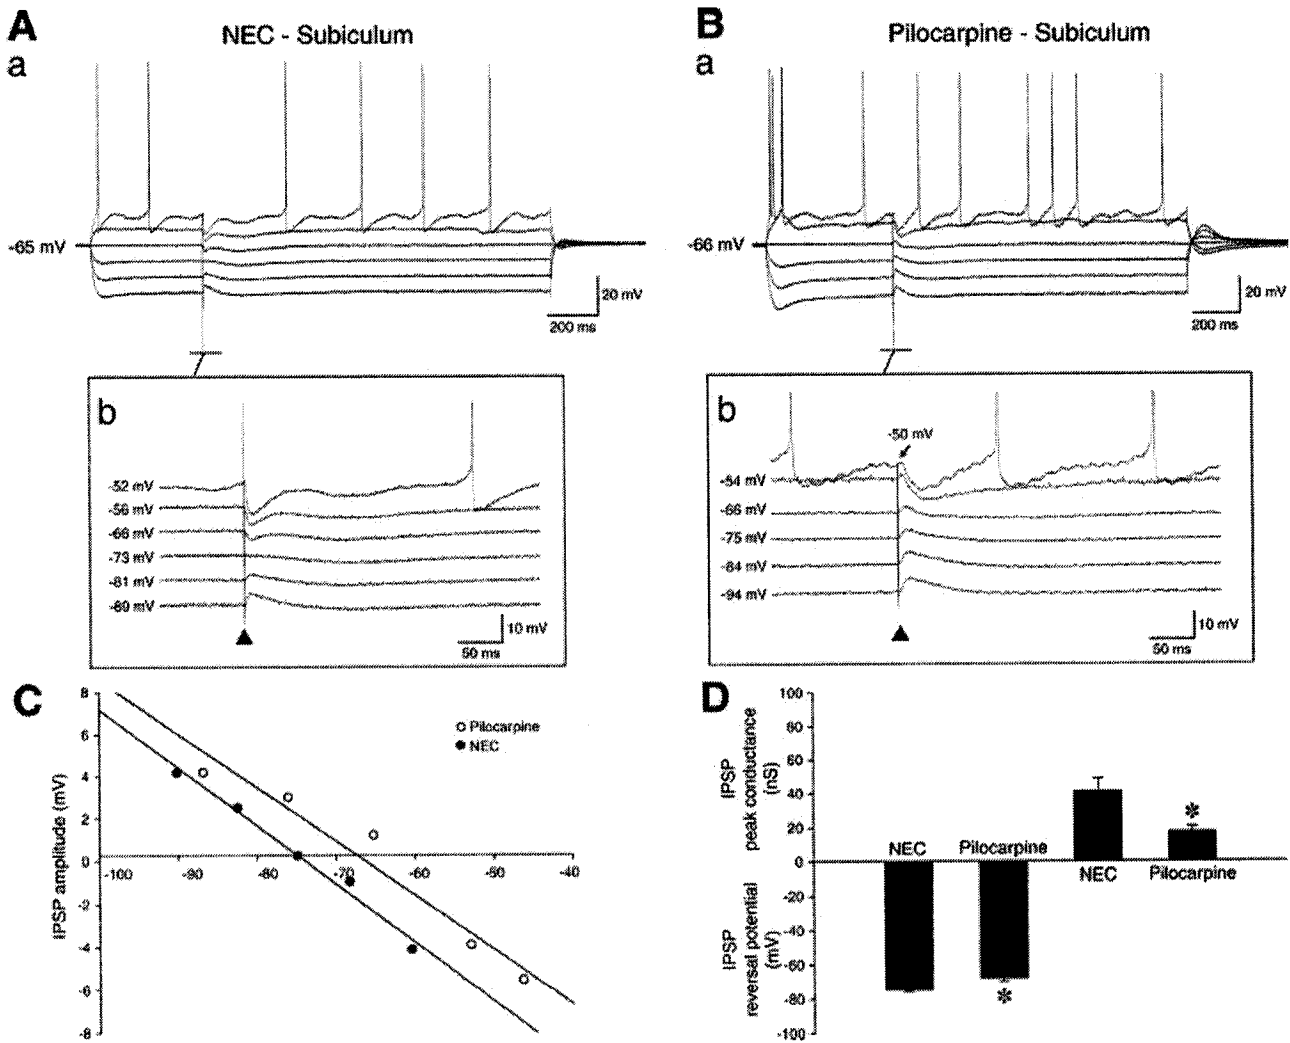 A
NEC - Subiculum
a
-65 mV
20 mV
200 ms
b
-52 mV
-56 mV
-66 mV
-73 mV
-81 mV
-89 mV
10 mV
50 ms
B
Pilocarpine - Subiculum
a
-66 mV
20 mV
200 ms
b
-50 mV
-54 mV
-66 mV
-75 mV
-84 mV
-94 mV
10 mV
50 ms
C
IPSP amplitude (mV)
8
6
4
2
0
-2
-4
-6
-8
-100
-90
-80
-70
-60
-50
-40
Pilocarpine
NEC
D
IPSP
peak conductance
(nS)
IPSP
reversal potential
(mV)
100
80
60
40
20
0
-20
-40
-60
-80
-100
NEC
Pilocarpine
*
NEC
*
Pilocarpine